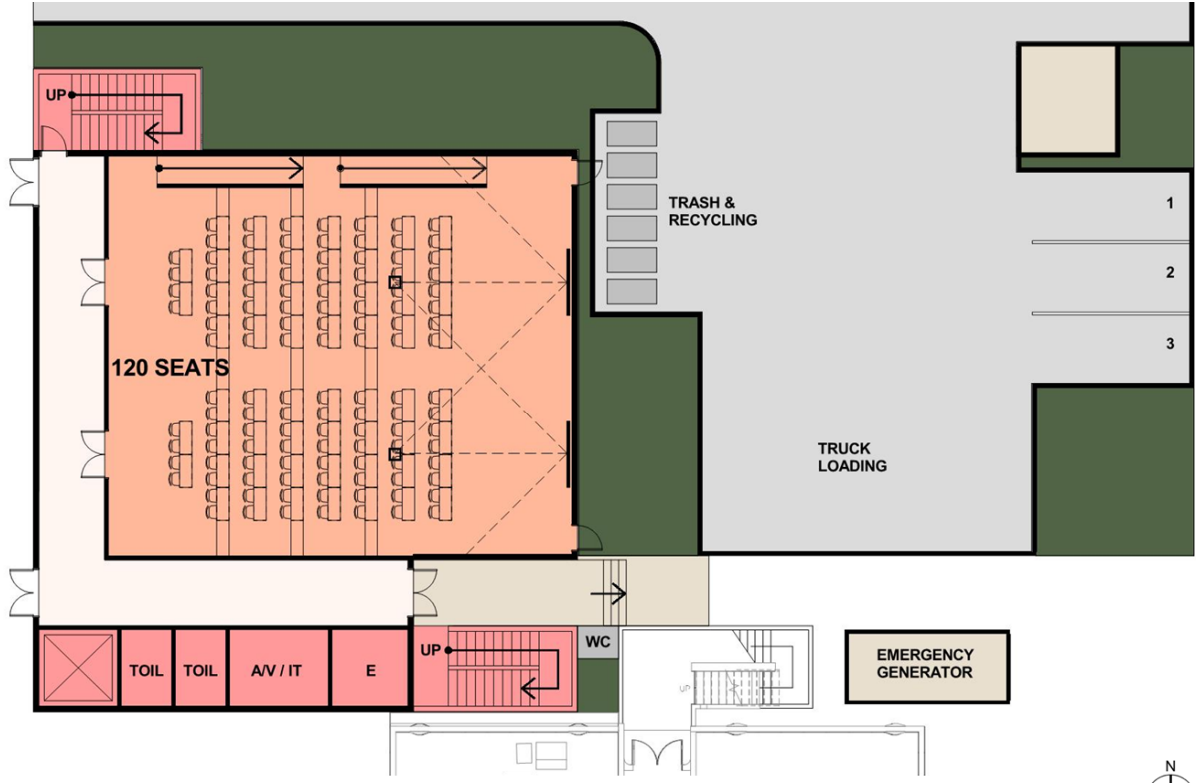 UP
TRASH &
RECYCLING
1
2
3
120 SEATS
TRUCK
LOADING
UP
WC
TOIL
TOIL
A/V / IT
E
EMERGENCY
GENERATOR
N